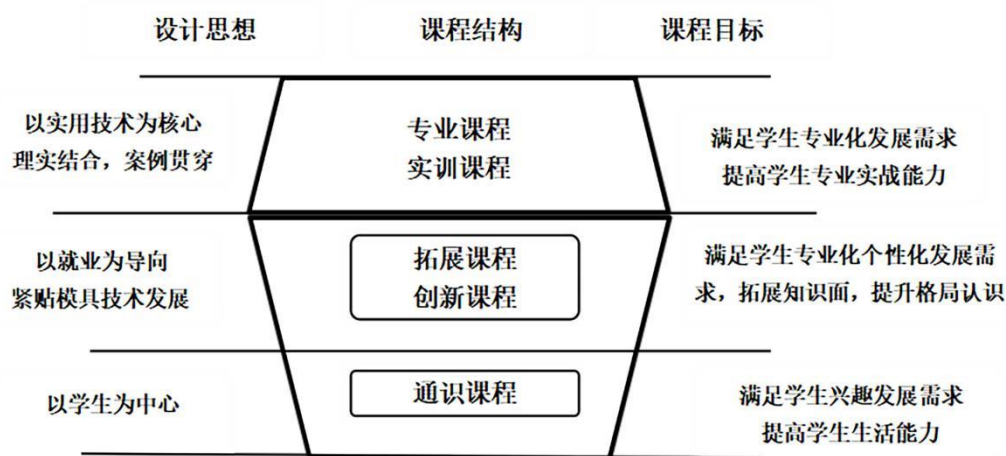 设计思想 课程结构 课程目标
以实用技术为核心
理实结合，案例贯穿
专业课程
实训课程
满足学生专业化发展需求
提高学生专业实战能力
以就业为导向
紧贴模具技术发展
拓展课程
创新课程
满足学生专业化个性化发展需
求，拓展知识面，提升格局认识
以学生为中心
通识课程
满足学生兴趣发展需求
提高学生生活能力